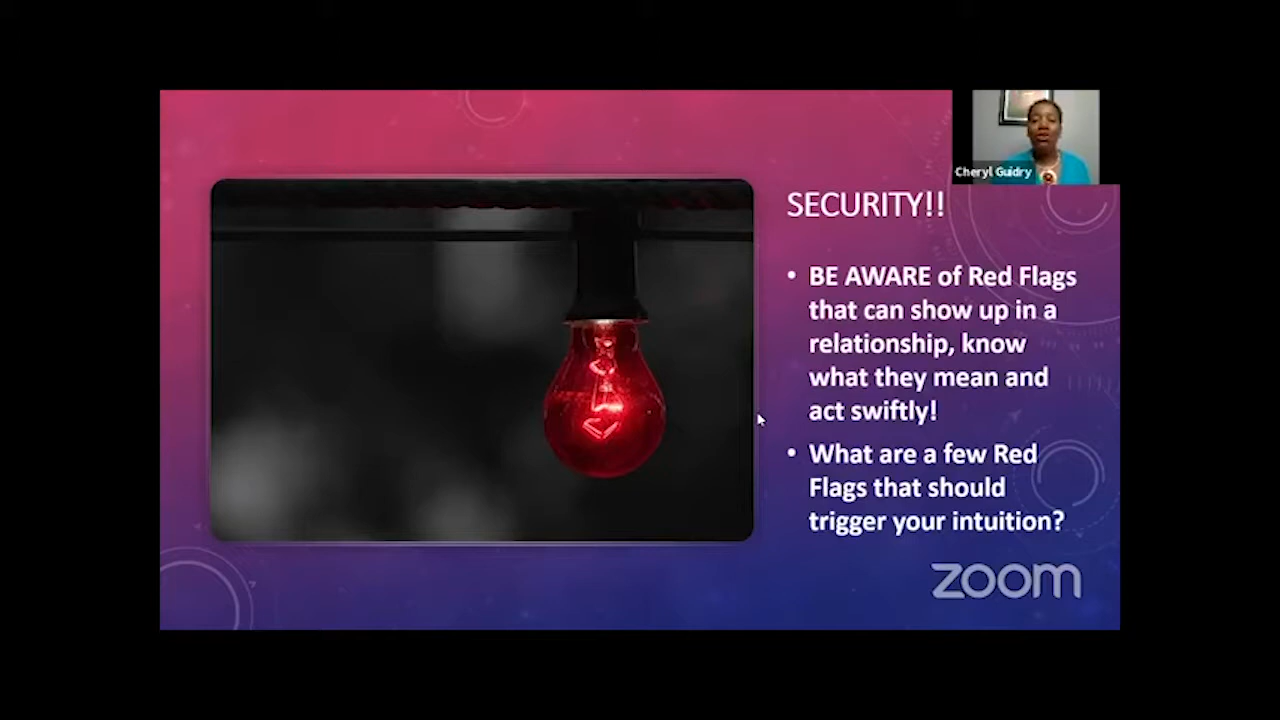 Cheryl Guidry
SECURITY!!
• BE AWARE of Red Flags
that can show up in a
relationship, know
what they mean and
act swiftly!
• What are a few Red
Flags that should
trigger your intuition?
zoom